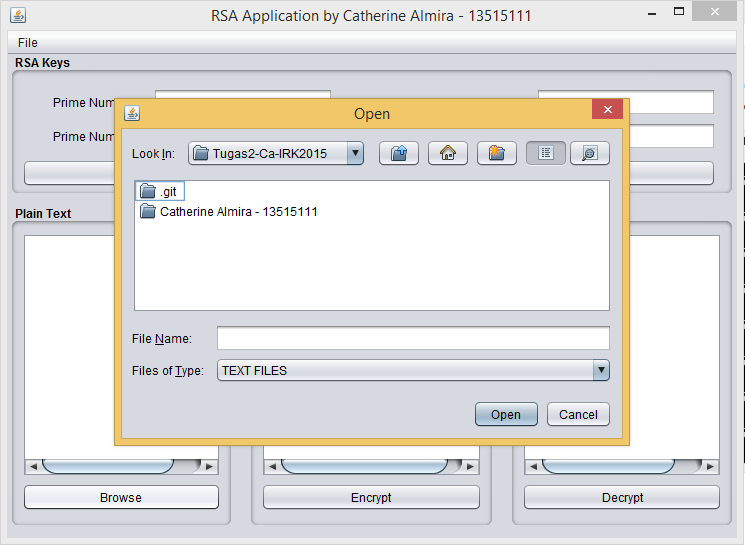 RSA Application by Catherine Almira - 13515111
File
RSA Keys
Prime Num
Prime Num
Open
Look In:
Tugas2-Ca-IRK2015
.git
Catherine Almira - 13515111
File Name:
Files of Type:
TEXT FILES
Open
Cancel
Plain Text
Browse
Encrypt
Decrypt